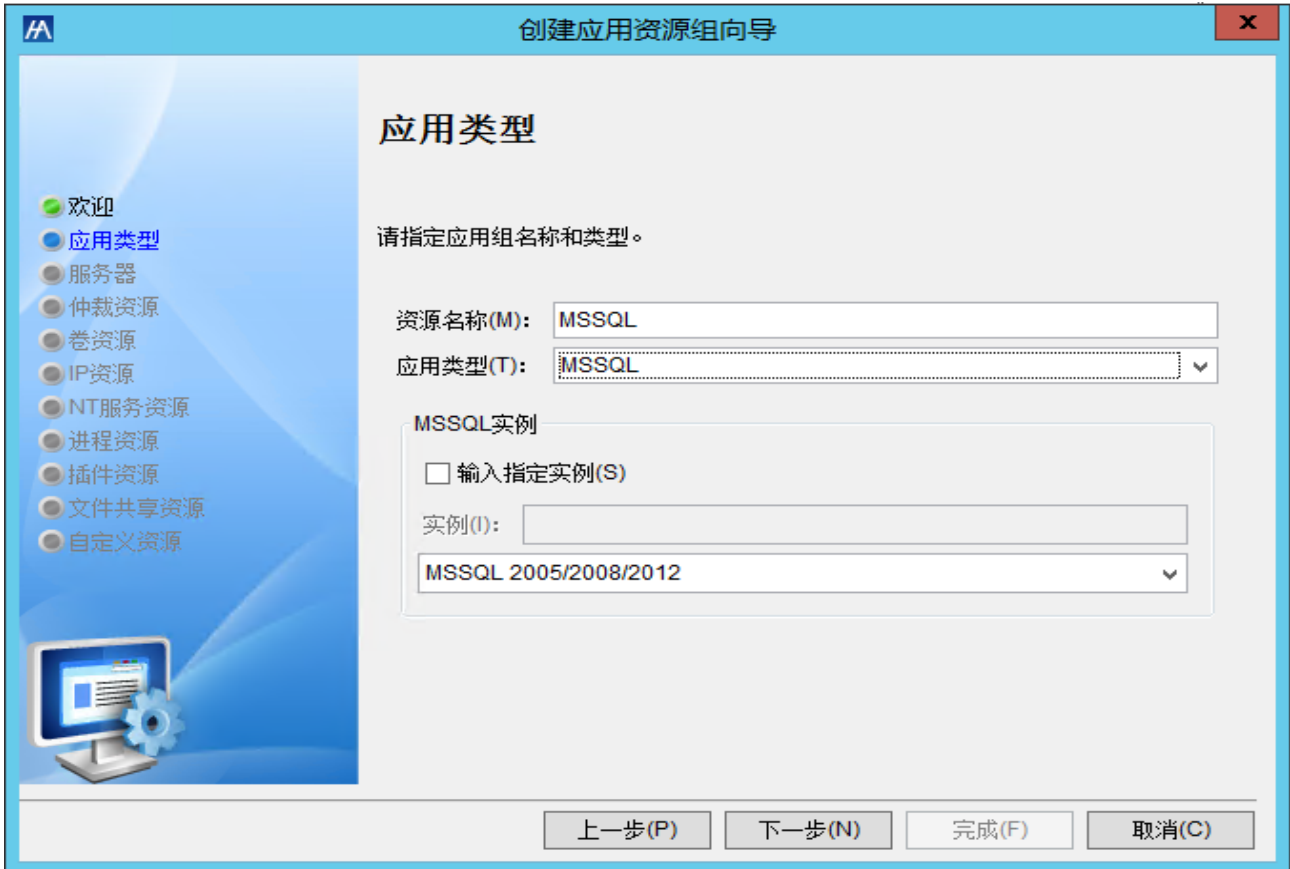 创建应用资源组向导
x
欢迎
应用类型
服务器
仲裁资源
卷资源
IP资源
NT服务资源
进程资源
插件资源
文件共享资源
自定义资源
应用类型
请指定应用组名称和类型。
资源名称(M): MSSQL
应用类型(T): MSSQL
MSSQL实例
输入指定实例(S)
实例(I):
MSSQL 2005/2008/2012
上一步(P) 下一步(N) 完成(F) 取消(C)